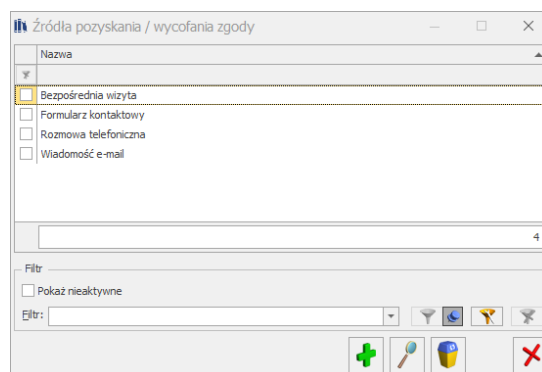 Źródła pozyskania / wycofania zgody
Nazwa
Bezpośrednia wizyta
Formularz kontaktowy
Rozmowa telefoniczna
Wiadomość e-mail
4
Filtr
Pokaż nieaktywne
Filtr: